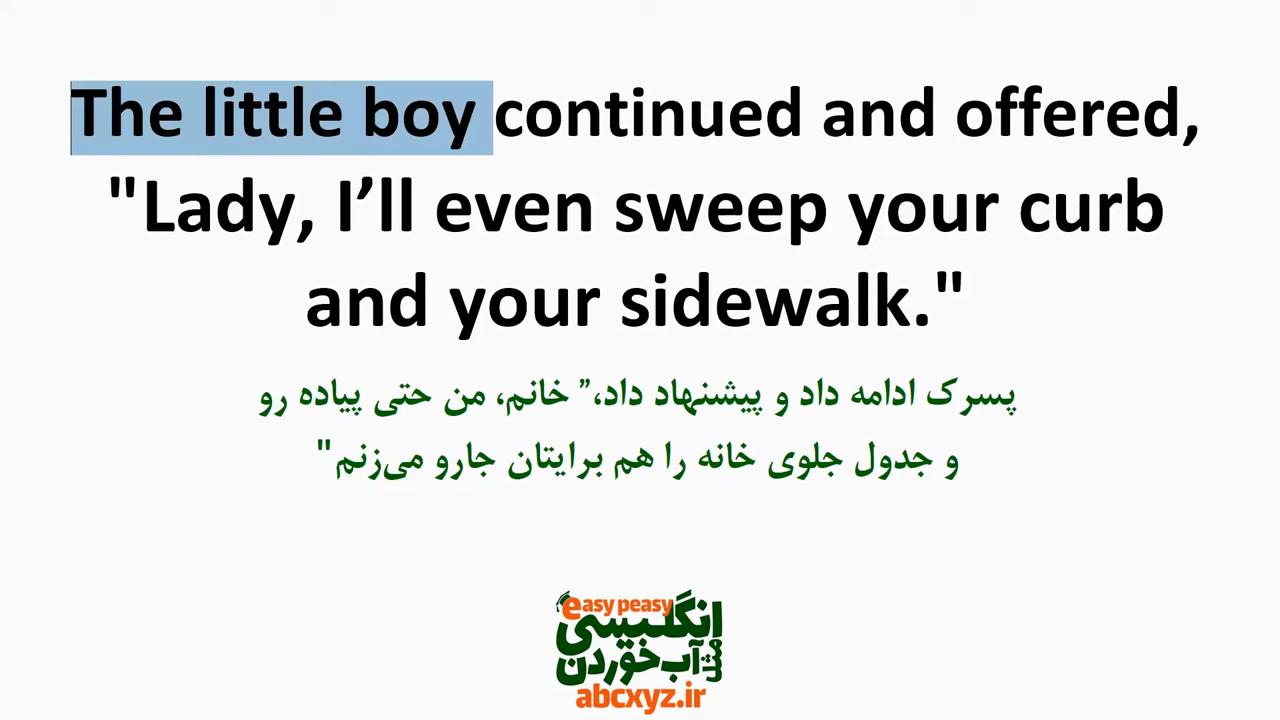 The little boy continued and offered,
"Lady, I’ll even sweep your curb
and your sidewalk."
پسرک ادامه داد و پیشنهاد داد،” خانم، من حتی پیاده رو
و جدول جلوی خانه را هم برایتان جارو می‌زنم"
easy peasy
انگلیسی
مثل آب خوردن
abcxyz.ir